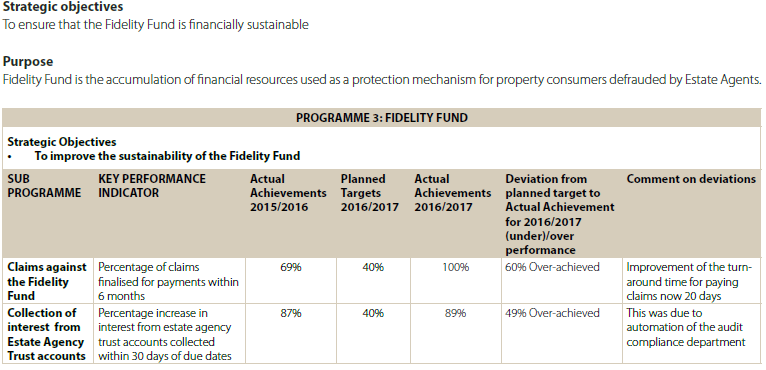 Strategic objectives
To ensure that the Fidelity Fund is financially sustainable
Purpose
Fidelity Fund is the accumulation of financial resources used as a protection mechanism for property consumers defrauded by Estate Agents.
PROGRAMME 3: FIDELITY FUND
Strategic Objectives
• To improve the sustainability of the Fidelity Fund
SUB
PROGRAMME
KEY PERFORMANCE
INDICATOR
Actual
Achievements
2015/2016
Planned
Targets
2016/2017
Actual
Achievements
2016/2017
Deviation from
planned target to
Actual Achievement
for 2016/2017
(under)/over
performance
Comment on deviations
Claims against
the Fidelity
Fund
Percentage of claims
finalised for payments within
6 months
69%
40%
100%
60% Over-achieved
Improvement of the turn-
around time for paying
claims now 20 days
Collection of
interest from
Estate Agency
Trust accounts
Percentage increase in
interest from estate agency
trust accounts collected
within 30 days of due dates
87%
40%
89%
49% Over-achieved
This was due to
automation of the audit
compliance department